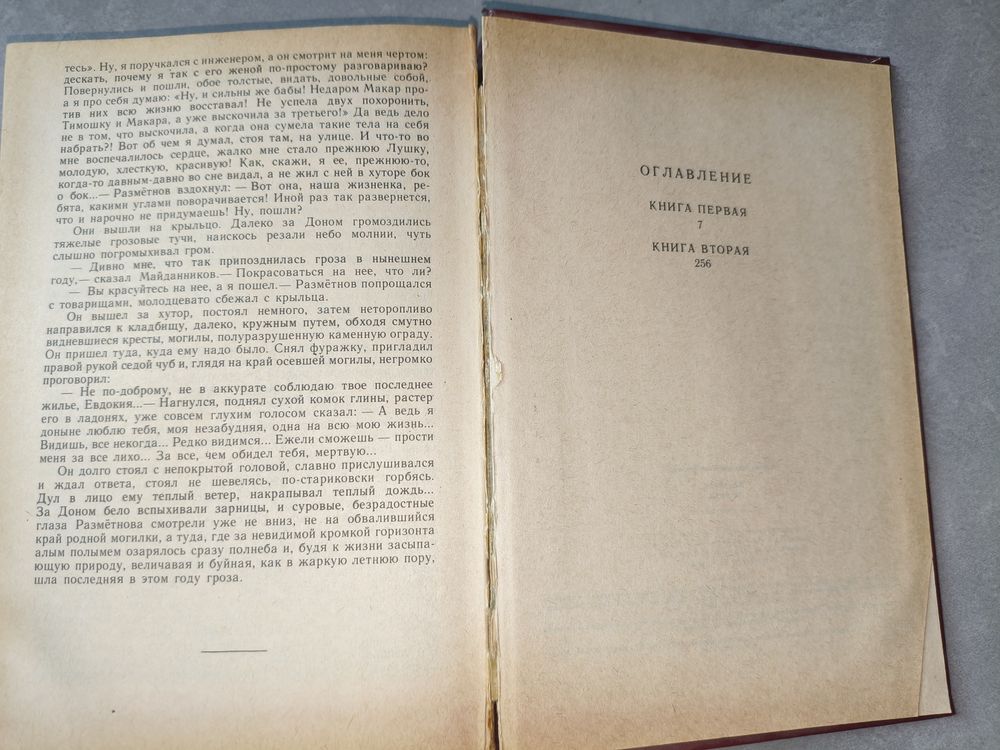 тесь». Ну, я поручкался с инженером, а он смотрит на меня чертом:
дескать, почему я так с его женой по-простому разговариваю?
Повернулись и пошли, обое толстые, видать, довольные собой,
а я про себя думаю: «Ну, и сильны же бабы! Недаром Макар про-
тив них всю жизню восставал! Не успела двух похоронить,
Тимошку и Макара, а уже выскочила за третьего!» Да ведь дело
не в том, что выскочила, а когда она сумела такие тела на себя
набрать?! Вот об чем я думал, стоя там, на улице. И что-то во
мне воспечалилось сердце, жалко мне стало прежнюю Лушку,
молодую, хлесткую, красивую! Как, скажи, я ее, прежнюю-то,
когда-то давным-давно во сне видал, а не жил с ней в хуторе бок
о бок...— Размётнов вздохнул: — Вот она, наша жизненка, ре-
бята, какими углами поворачивается! Иной раз так развернется,
что и нарочно не придумаешь! Ну, пошли?
Они вышли на крыльцо. Далеко за Доном громоздились
тяжелые грозовые тучи, наискось резали небо молнии, чуть
слышно погромыхивал гром.
— Дивно мне, что так припозднилась гроза в нынешнем
году,— сказал Майданников.— Покрасоваться на нее, что ли?
— Вы красуйтесь на нее, а я пошел.— Размётнов попрощался
с товарищами, молодцевато сбежал с крыльца.
Он вышел за хутор, постоял немного, затем неторопливо
направился к кладбищу, далеко, кружным путем, обходя смутно
видневшиеся кресты, могилы, полуразрушенную каменную ограду.
Он пришел туда, куда ему надо было. Снял фуражку, пригладил
правой рукой седой чуб и, глядя на край осевшей могилы, негромко
проговорил:
— Не по-доброму, не в аккурате соблюдаю твое последнее
жилье, Евдокия...— Нагнулся, поднял сухой комок глины, растер
его в ладонях, уже совсем глухим голосом сказал: — А ведь я
доныне люблю тебя, моя незабудняя, одна на всю мою жизнь...
Видишь, все некогда... Редко видимся... Ежели сможешь — прости
меня за все лихо... За все, чем обидел тебя, мертвую...
Он долго стоял с непокрытой головой, славно прислушивался
и ждал ответа, стоял не шевелясь, по-стариковски горбясь.
Дул в лицо ему теплый ветер, накрапывал теплый дождь...
За Доном бело вспыхивали зарницы, и суровые, безрадостные
глаза Размётнова смотрели уже не вниз, не на обвалившийся
край родной могилки, а туда, где за невидимой кромкой горизонта
алым полымем озарялось сразу полнеба и, будя к жизни засыпа-
ющую природу, величавая и буйная, как в жаркую летнюю пору,
шла последняя в этом году гроза.
ОГЛАВЛЕНИЕ
КНИГА ПЕРВАЯ
7
КНИГА ВТОРАЯ
256